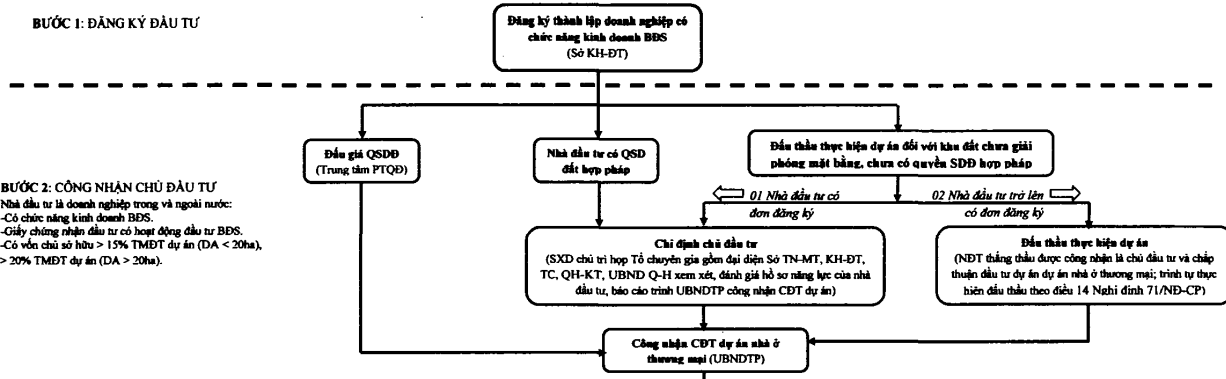 BƯỚC 1: ĐĂNG KÝ ĐẦU TƯ
Đăng ký thành lập doanh nghiệp có
chức năng kinh doanh BĐS
(Sở KH-ĐT)
Đấu giá QSDĐ
(Trung tâm PTQĐ)
Nhà đầu tư có QSD
đất hợp pháp
Đấu thầu thực hiện dự án đối với khu đất chưa giải
phóng mặt bằng, chưa có quyền SDĐ hợp pháp
BƯỚC 2: CÔNG NHẬN CHỦ ĐẦU TƯ
Nhà đầu tư là doanh nghiệp trong và ngoài nước:
-Có chức năng kinh doanh BĐS.
-Giấy chứng nhận đầu tư có hoạt động đầu tư BĐS.
-Có vốn chủ sở hữu > 15% TMĐT dự án (DA < 20ha),
> 20% TMĐT dự án (DA > 20ha).
01 Nhà đầu tư có
đơn đăng ký
02 Nhà đầu tư trở lên
có đơn đăng ký
Chỉ định chủ đầu tư
(SXD chủ trì họp Tổ chuyên gia gồm đại diện Sở TN-MT, KH-ĐT,
TC, QH-KT, UBND Q-H xem xét, đánh giá hồ sơ năng lực của nhà
đầu tư, báo cáo trình UBNDTP công nhận CĐT dự án)
Đấu thầu thực hiện dự án
(NĐT thắng thầu được công nhận là chủ đầu tư và chấp
thuận đầu tư dự án dự án nhà ở thương mại; trình tự thực
hiện đấu thầu theo điều 14 Nghị định 71/NĐ-CP)
Công nhận CĐT dự án nhà ở
thương mại (UBNDTP)